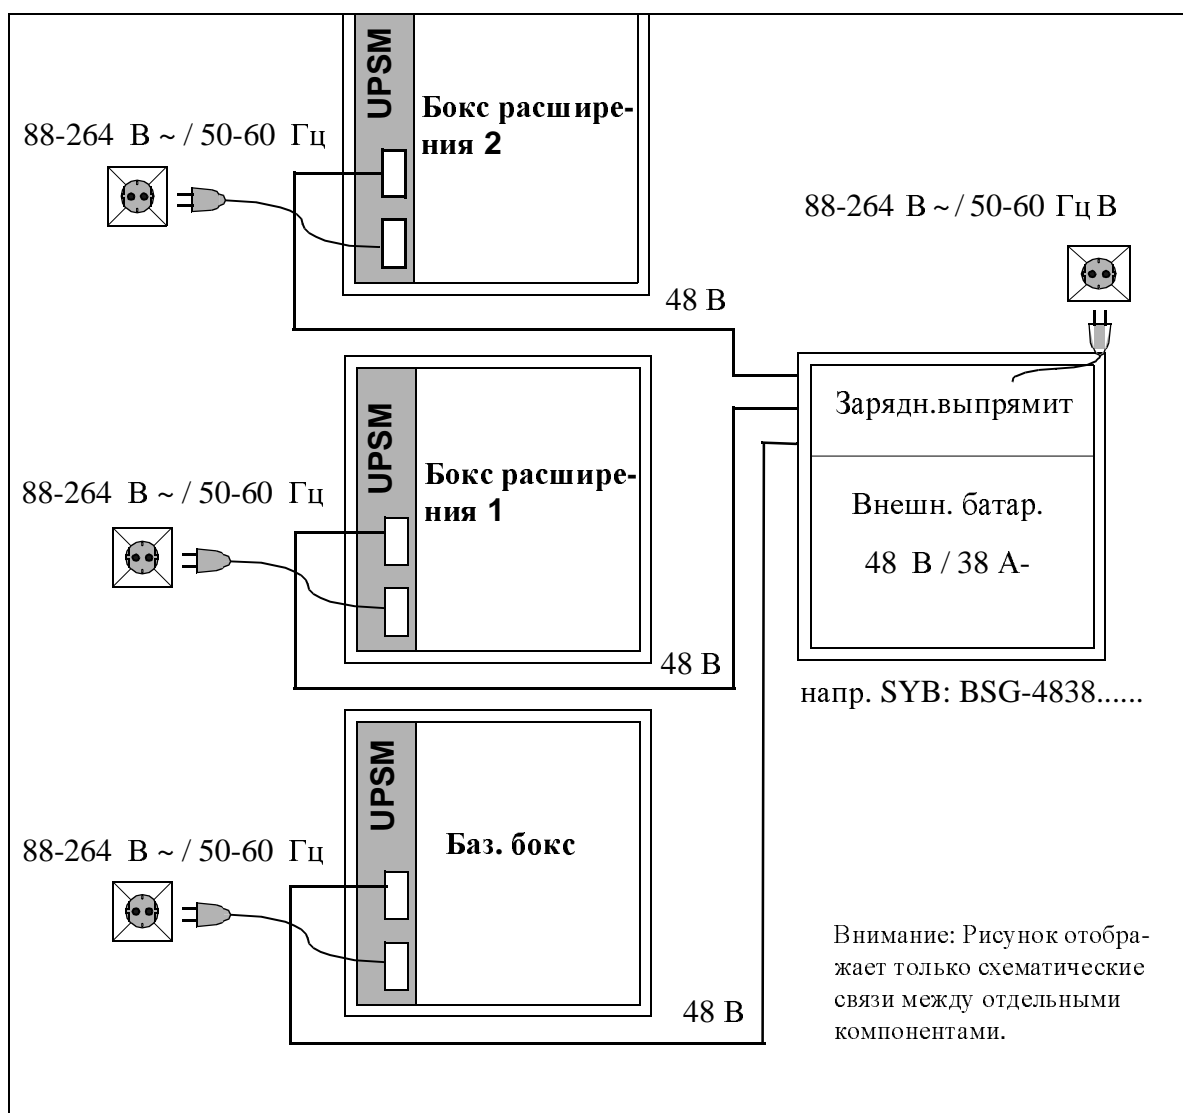 UPSM
Бокс расшире-
ния 2
88-264 В ~ / 50-60 Гц
88-264 В ~ / 50-60 Гц В
48 В
UPSM
Бокс расшире-
ния 1
88-264 В ~ / 50-60 Гц
48 В
Зарядн.выпрямит
Внешн. батар.
48 В / 38 А-
напр. SYB: BSG-4838......
UPSM
Баз. бокс
88-264 В ~ / 50-60 Гц
48 В
Внимание: Рисунок отобра-
жает только схематические
связи между отдельными
компонентами.